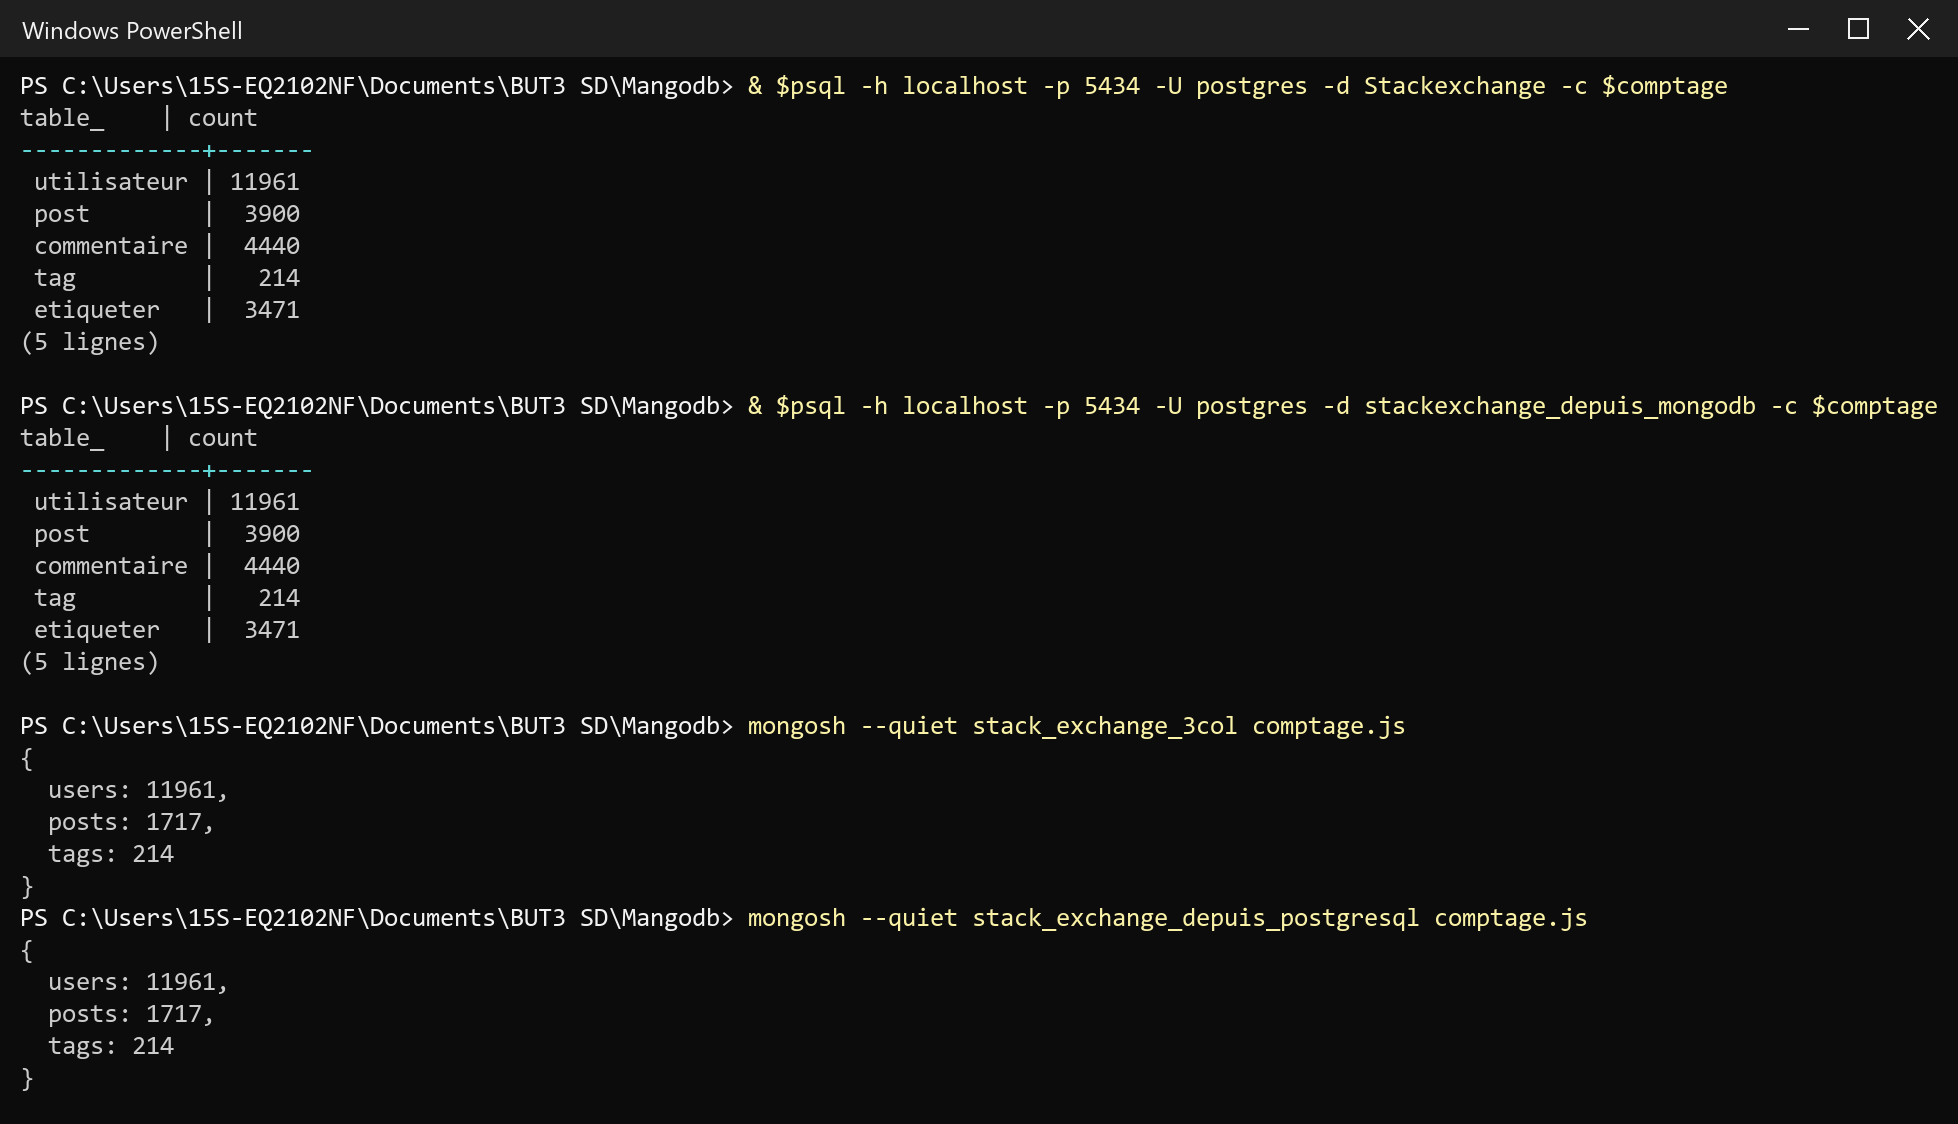 Windows PowerShell
PS C:\Users\15S-EQ2102NF\Documents\BUT3 SD\Mangodb> & $psql -h localhost -p 5434 -U postgres -d Stackexchange -c $comptage
table_    | count
-------------+-------
 utilisateur | 11961
 post        |  3900
 commentaire |  4440
 tag         |   214
 etiqueter   |  3471
(5 lignes)
PS C:\Users\15S-EQ2102NF\Documents\BUT3 SD\Mangodb> & $psql -h localhost -p 5434 -U postgres -d stackexchange_depuis_mongodb -c $comptage
table_    | count
-------------+-------
 utilisateur | 11961
 post        |  3900
 commentaire |  4440
 tag         |   214
 etiqueter   |  3471
(5 lignes)
PS C:\Users\15S-EQ2102NF\Documents\BUT3 SD\Mangodb> mongosh --quiet stack_exchange_3col comptage.js
{
  users: 11961,
  posts: 1717,
  tags: 214
}
PS C:\Users\15S-EQ2102NF\Documents\BUT3 SD\Mangodb> mongosh --quiet stack_exchange_depuis_postgresql comptage.js
{
  users: 11961,
  posts: 1717,
  tags: 214
}